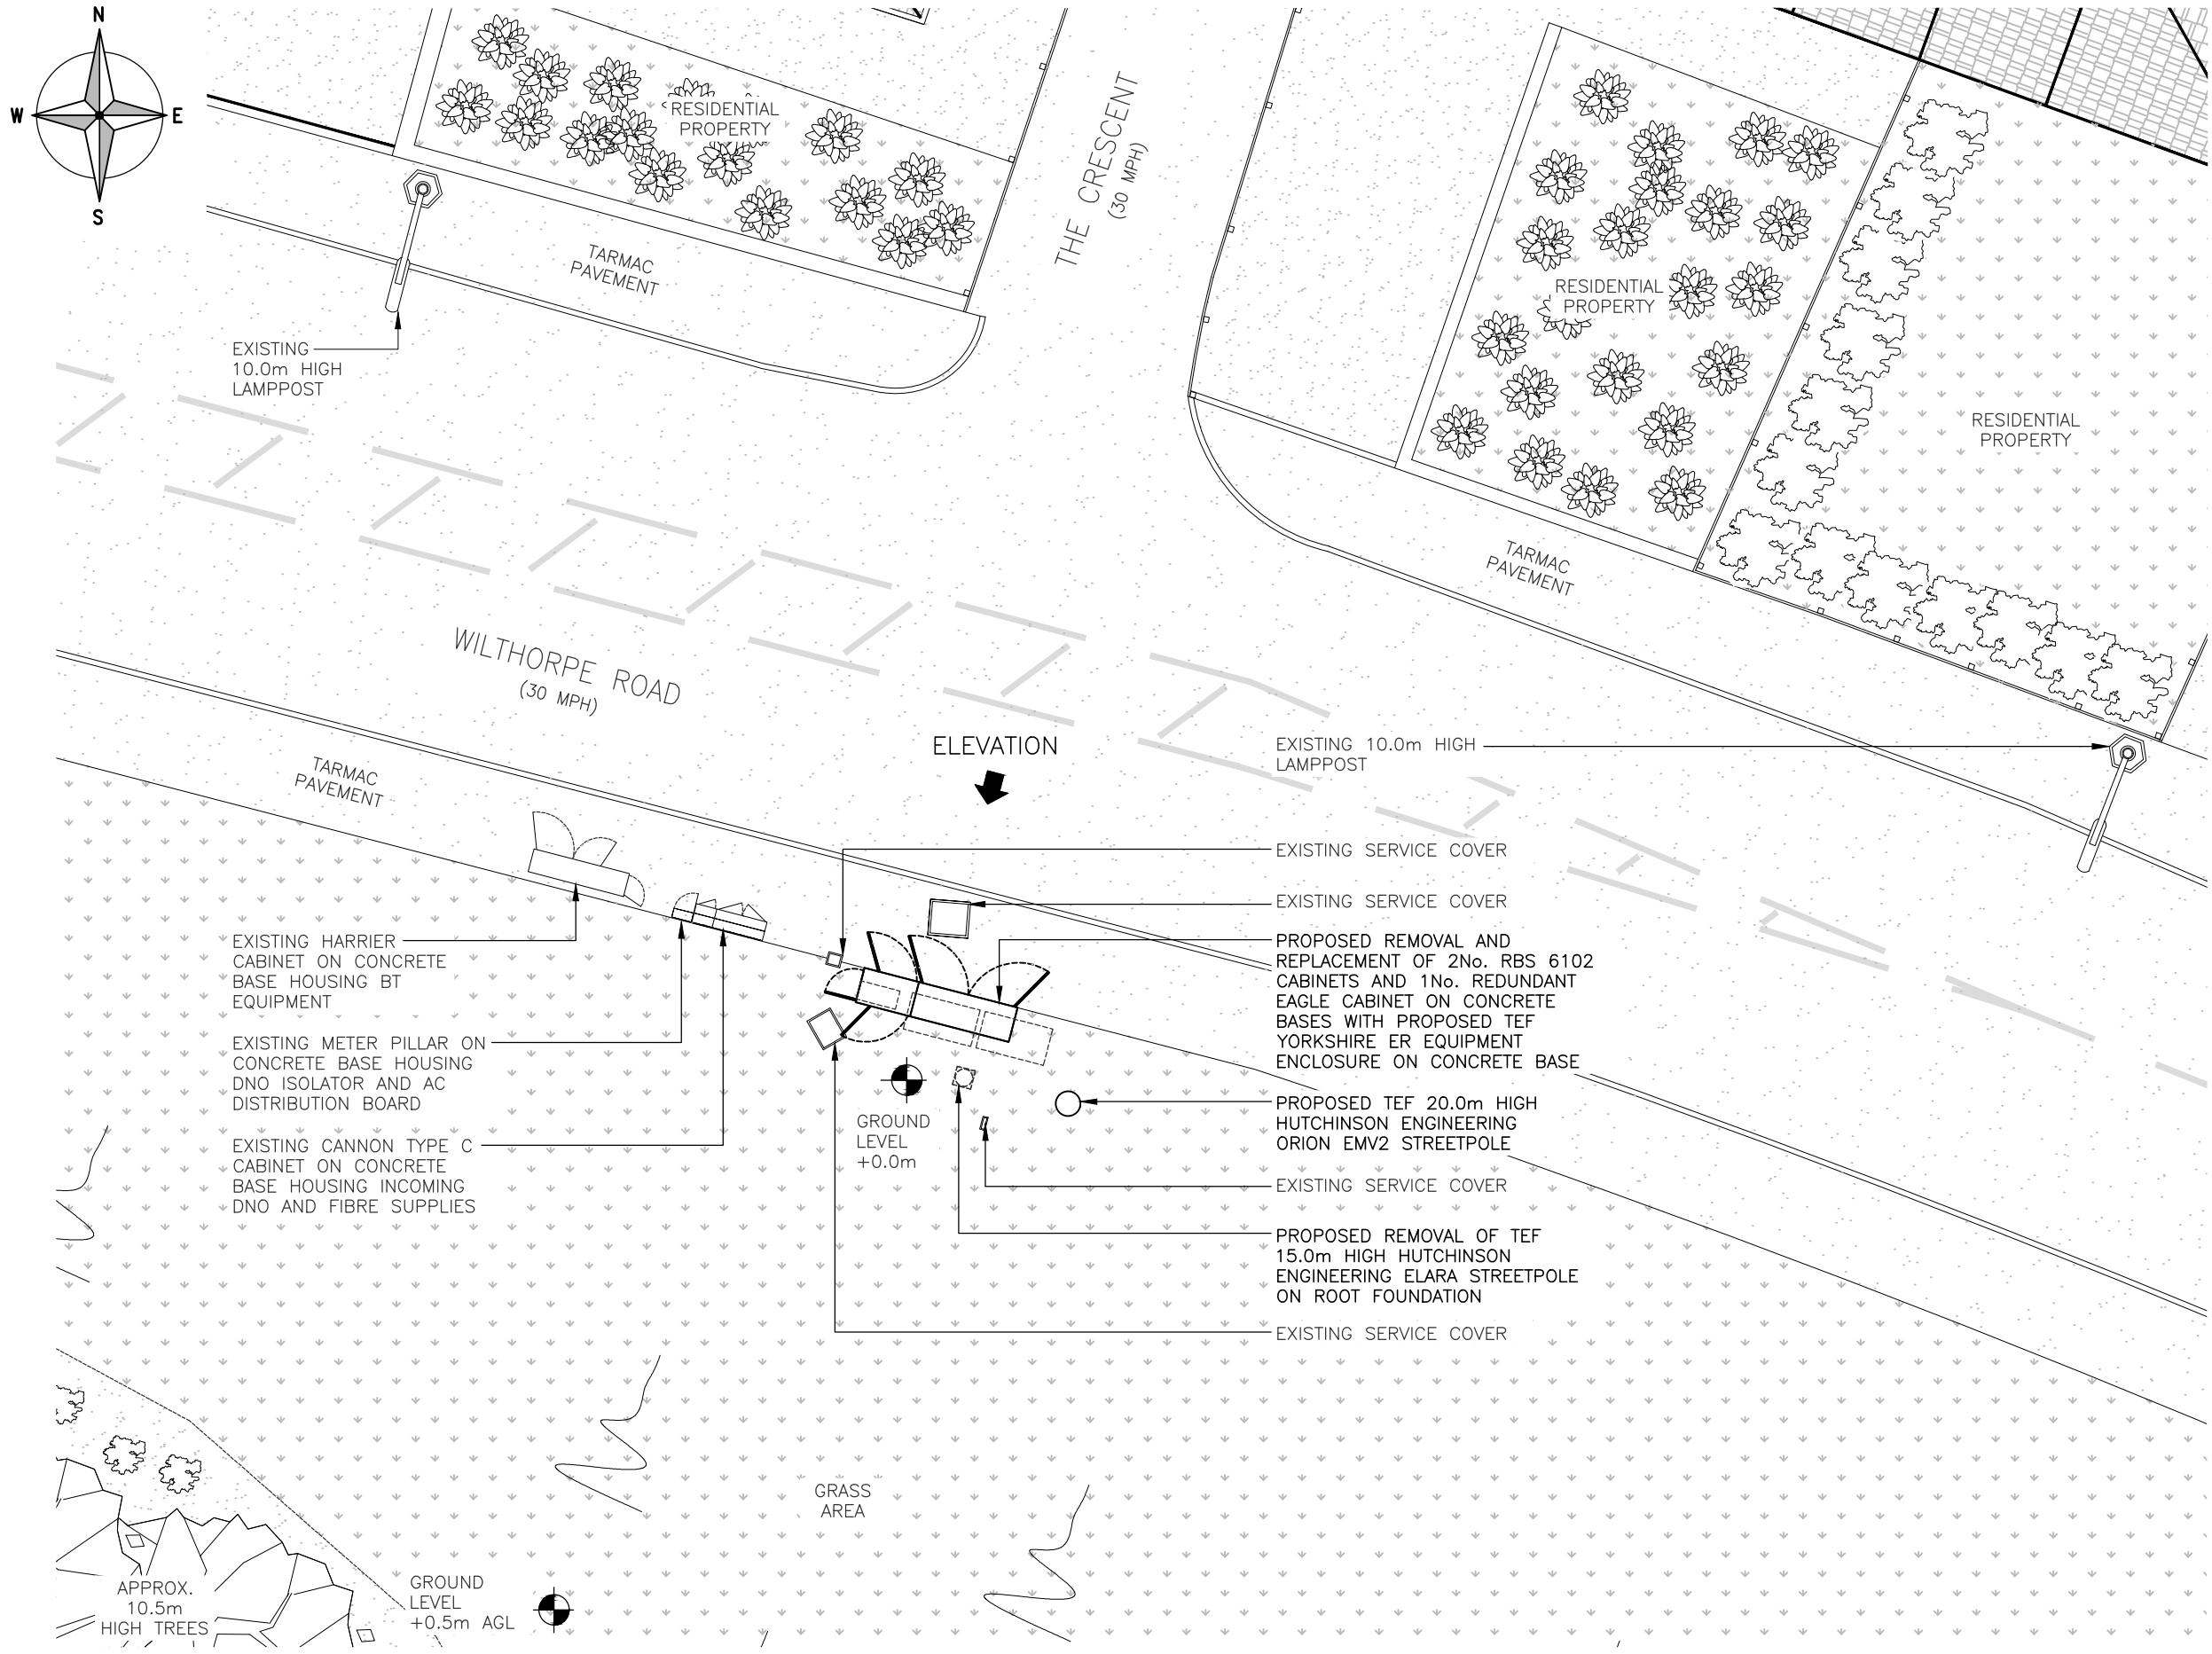 N
W
E
S
RESIDENTIAL
PROPERTY
THE CRESCENT
(30 MPH)
TARMAC
PAVEMENT
RESIDENTIAL
PROPERTY
EXISTING
10.0m HIGH
LAMPPOST
RESIDENTIAL
PROPERTY
TARMAC
PAVEMENT
WILTHORPE ROAD
(30 MPH)
ELEVATION
EXISTING 10.0m HIGH
LAMPPOST
TARMAC
PAVEMENT
EXISTING SERVICE COVER
EXISTING SERVICE COVER
EXISTING HARRIER
CABINET ON CONCRETE
BASE HOUSING BT
EQUIPMENT
PROPOSED REMOVAL AND
REPLACEMENT OF 2No. RBS 6102
CABINETS AND 1No. REDUNDANT
EAGLE CABINET ON CONCRETE
BASES WITH PROPOSED TEF
YORKSHIRE ER EQUIPMENT
ENCLOSURE ON CONCRETE BASE
EXISTING METER PILLAR ON
CONCRETE BASE HOUSING
DNO ISOLATOR AND AC
DISTRIBUTION BOARD
PROPOSED TEF 20.0m HIGH
HUTCHINSON ENGINEERING
ORION EMV2 STREETPOLE
GROUND
LEVEL
+0.0m
EXISTING CANNON TYPE C
CABINET ON CONCRETE
BASE HOUSING INCOMING
DNO AND FIBRE SUPPLIES
EXISTING SERVICE COVER
PROPOSED REMOVAL OF TEF
15.0m HIGH HUTCHINSON
ENGINEERING ELARA STREETPOLE
ON ROOT FOUNDATION
EXISTING SERVICE COVER
GRASS
AREA
APPROX.
10.5m
HIGH TREES
GROUND
LEVEL
+0.5m AGL